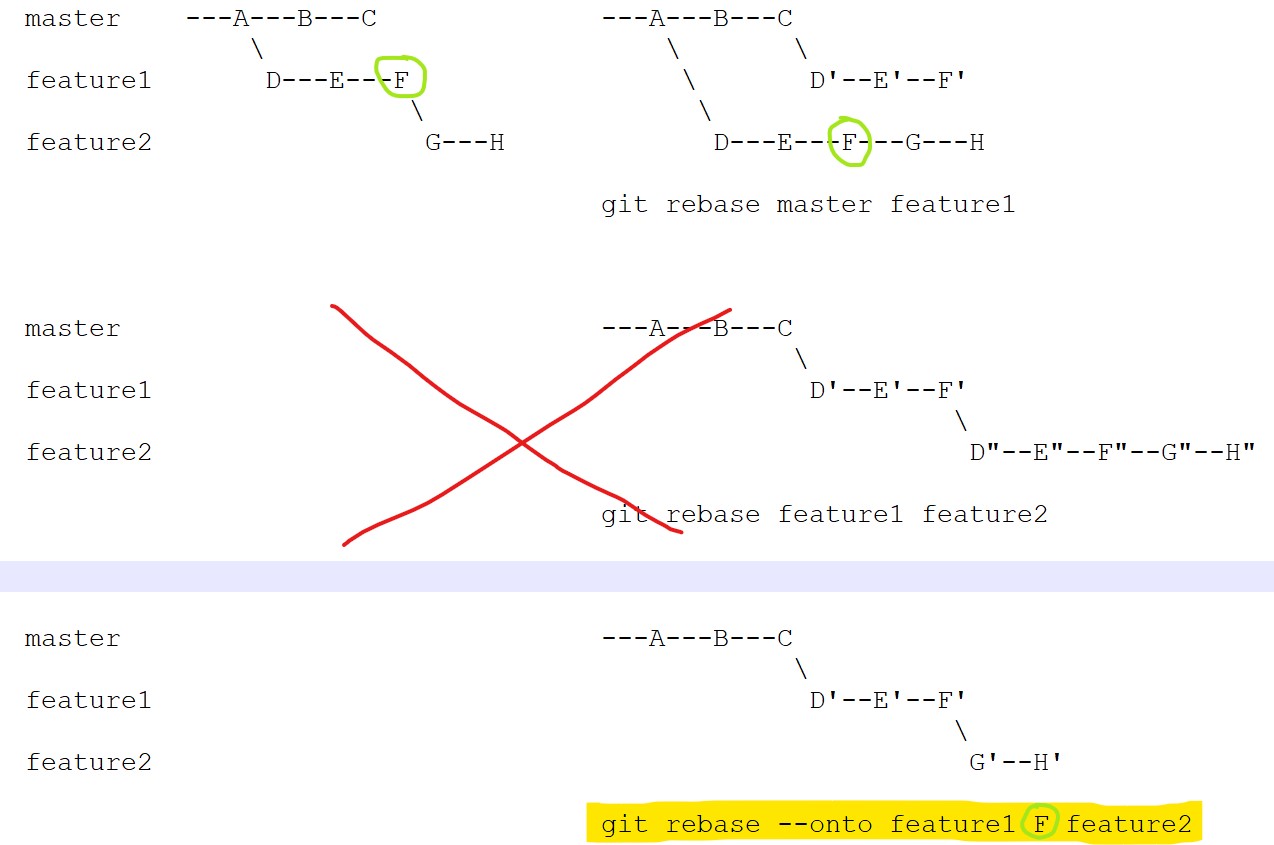 master    ---A---B---C              ---A---B---C
              \                         \       \
feature1       D---E---F                 \       D'--E'--F'
                        \                 \
feature2                 G---H             D---E---F---G---H
                                    git rebase master feature1
master                              ---A---B---C
                                                \
feature1                                         D'--E'--F'
                                                          \
feature2                                                   D"--E"--F"--G"--H"
                                    git rebase feature1 feature2
master                              ---A---B---C
                                                \
feature1                                         D'--E'--F'
                                                          \
feature2                                                   G'--H'
                                    git rebase --onto feature1 F feature2